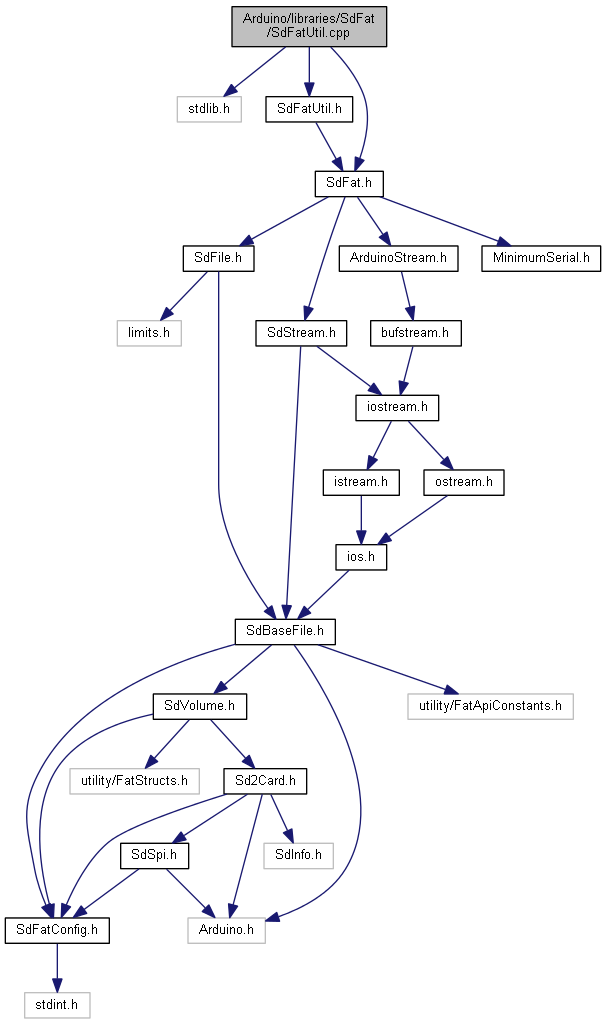 Arduino/libraries/SdFat
/SdFatUtil.cpp
stdlib.h
SdFatUtil.h
SdFat.h
SdFile.h
ArduinoStream.h
MinimumSerial.h
limits.h
SdStream.h
bufstream.h
iostream.h
istream.h
ostream.h
ios.h
SdBaseFile.h
SdVolume.h
utility/FatApiConstants.h
utility/FatStructs.h
Sd2Card.h
SdSpi.h
SdInfo.h
SdFatConfig.h
Arduino.h
stdint.h